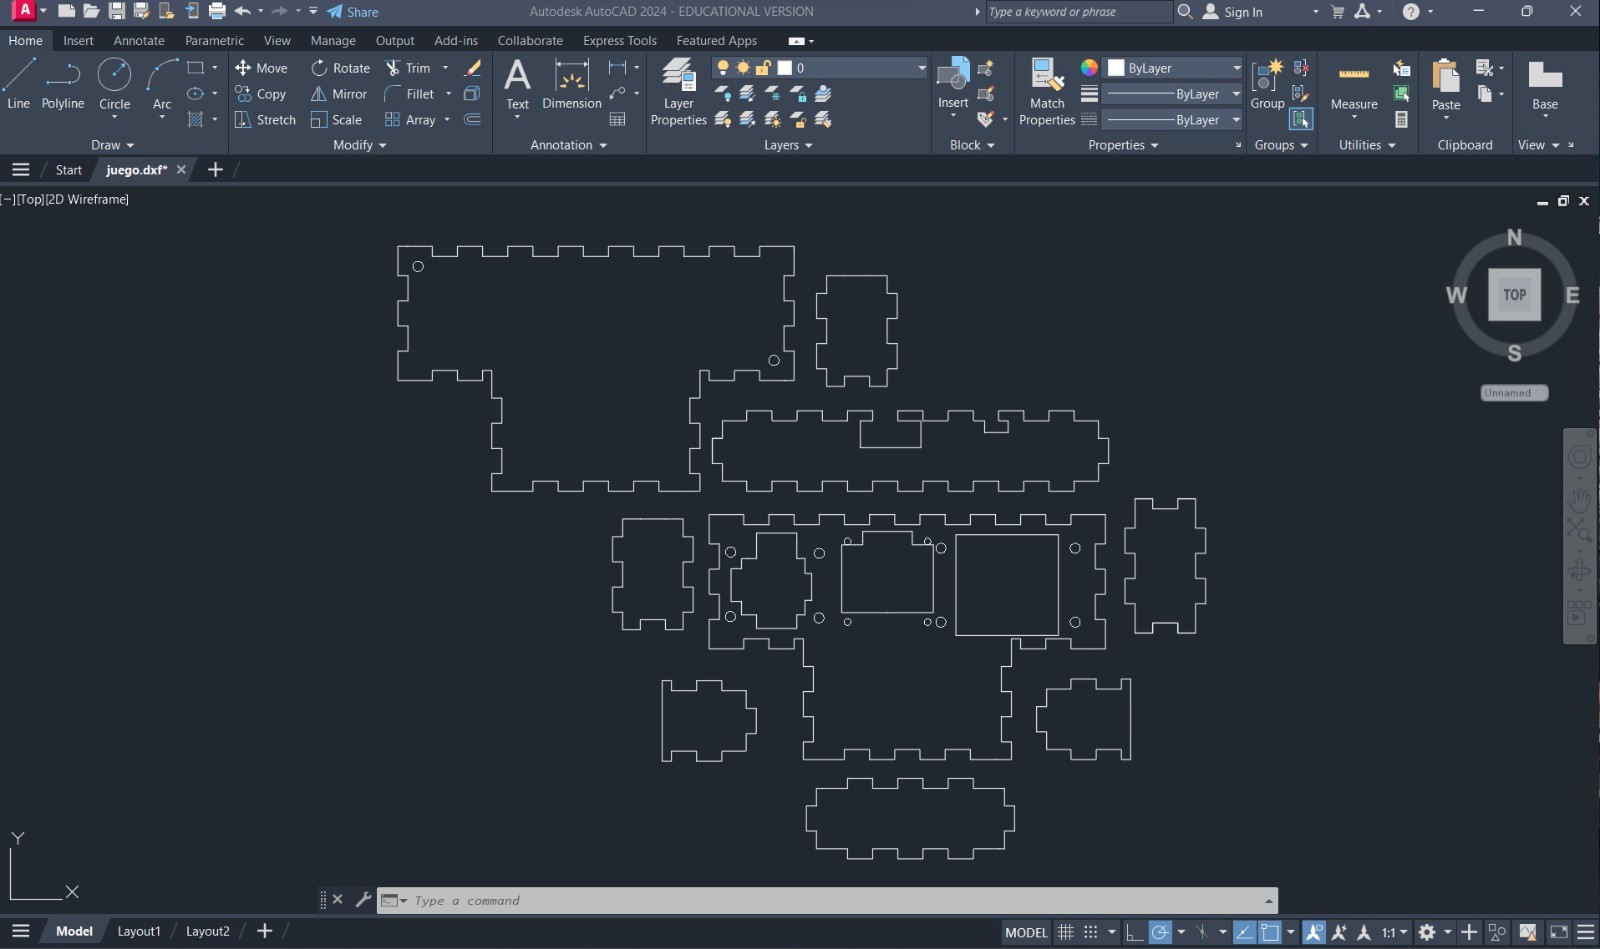 A Share Autodesk AutoCAD 2024 - EDUCATIONAL VERSION Type a keyword or phrase Sign In
Home Insert Annotate Parametric View Manage Output Add-ins Collaborate Express Tools Featured Apps
Move Rotate Trim 0 ByLayer
Line Polyline Circle Arc Copy Mirror Fillet Text Dimension Layer Properties Insert Match Properties ByLayer Group Measure Paste Base
Stretch Scale Array ByLayer
Draw Modify Annotation Layers Block Properties Groups Utilities Clipboard View
Start juego.dxf*
[−][Top][2D Wireframe]
N
W TOP E
S
Unnamed
Y
X
Type a command
Model Layout1 Layout2 MODEL 1:1